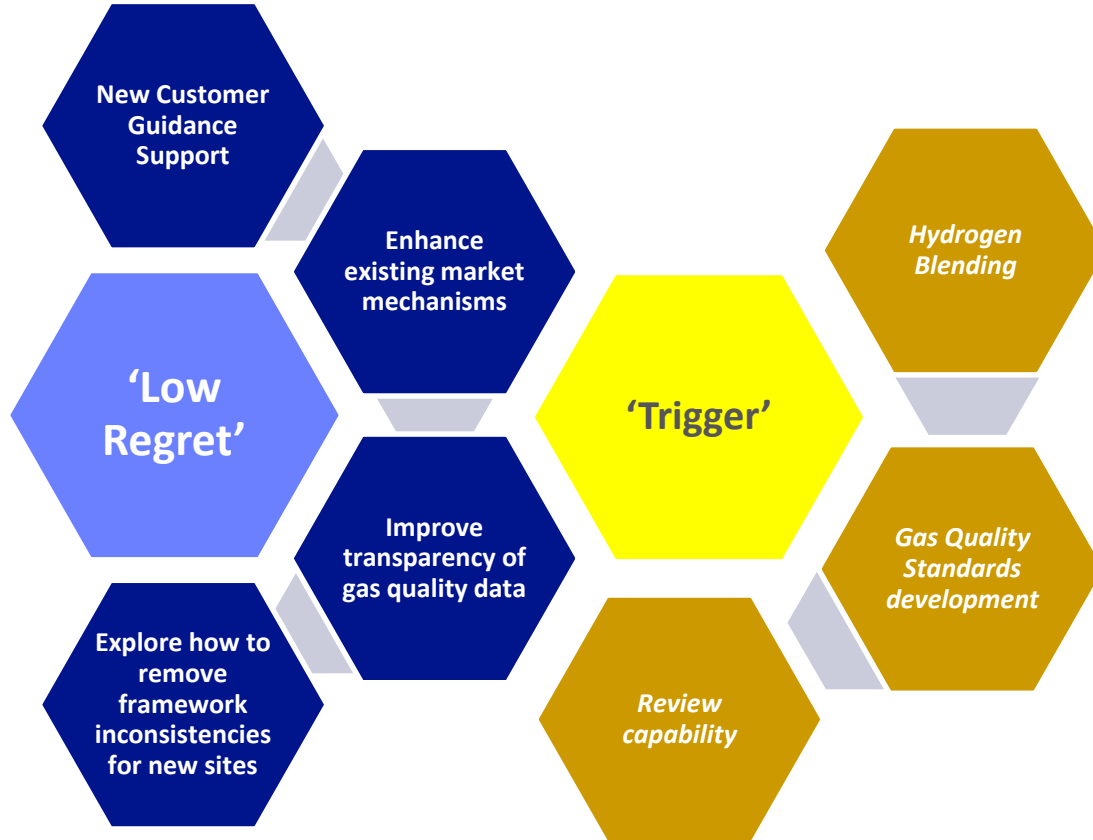 New Customer
Guidance
Support
Enhance
existing market
mechanisms
‘Low
Regret’
Improve
transparency of
gas quality data
Explore how to
remove
framework
inconsistencies
for new sites
‘Trigger’
Hydrogen
Blending
Gas Quality
Standards
development
Review
capability